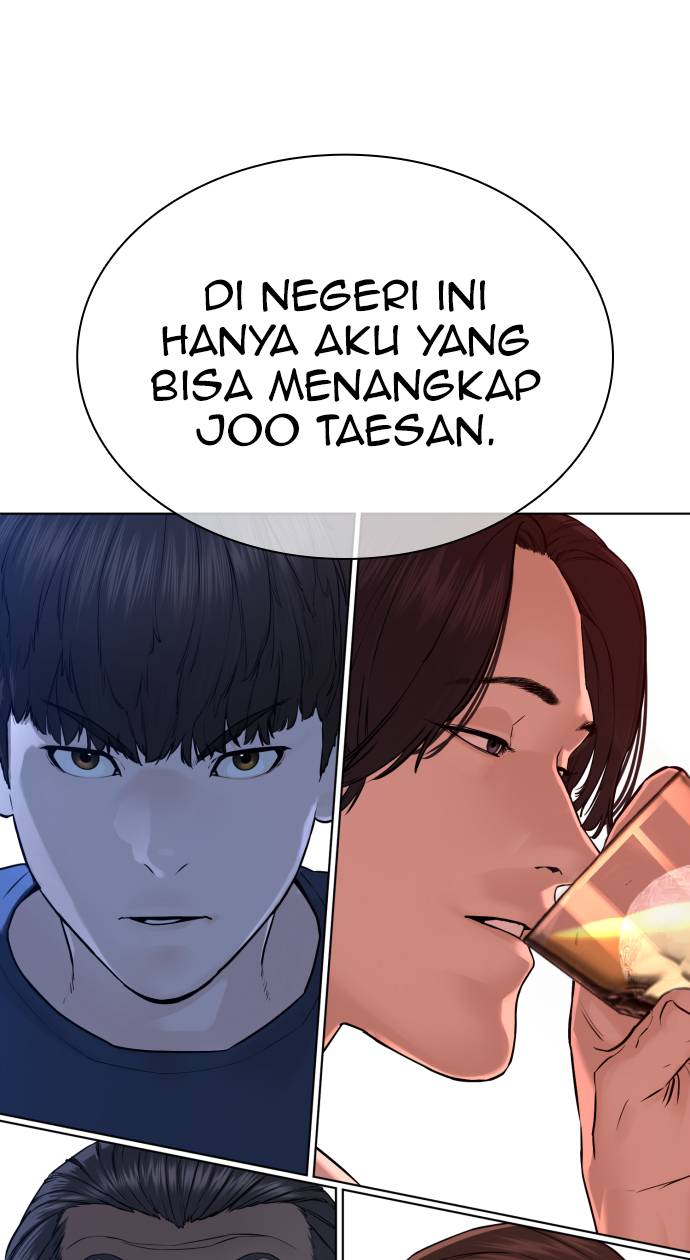 DI NEGERI INI
HANYA AKU YANG
BISA MENANGKAP
JOO TAESAN.